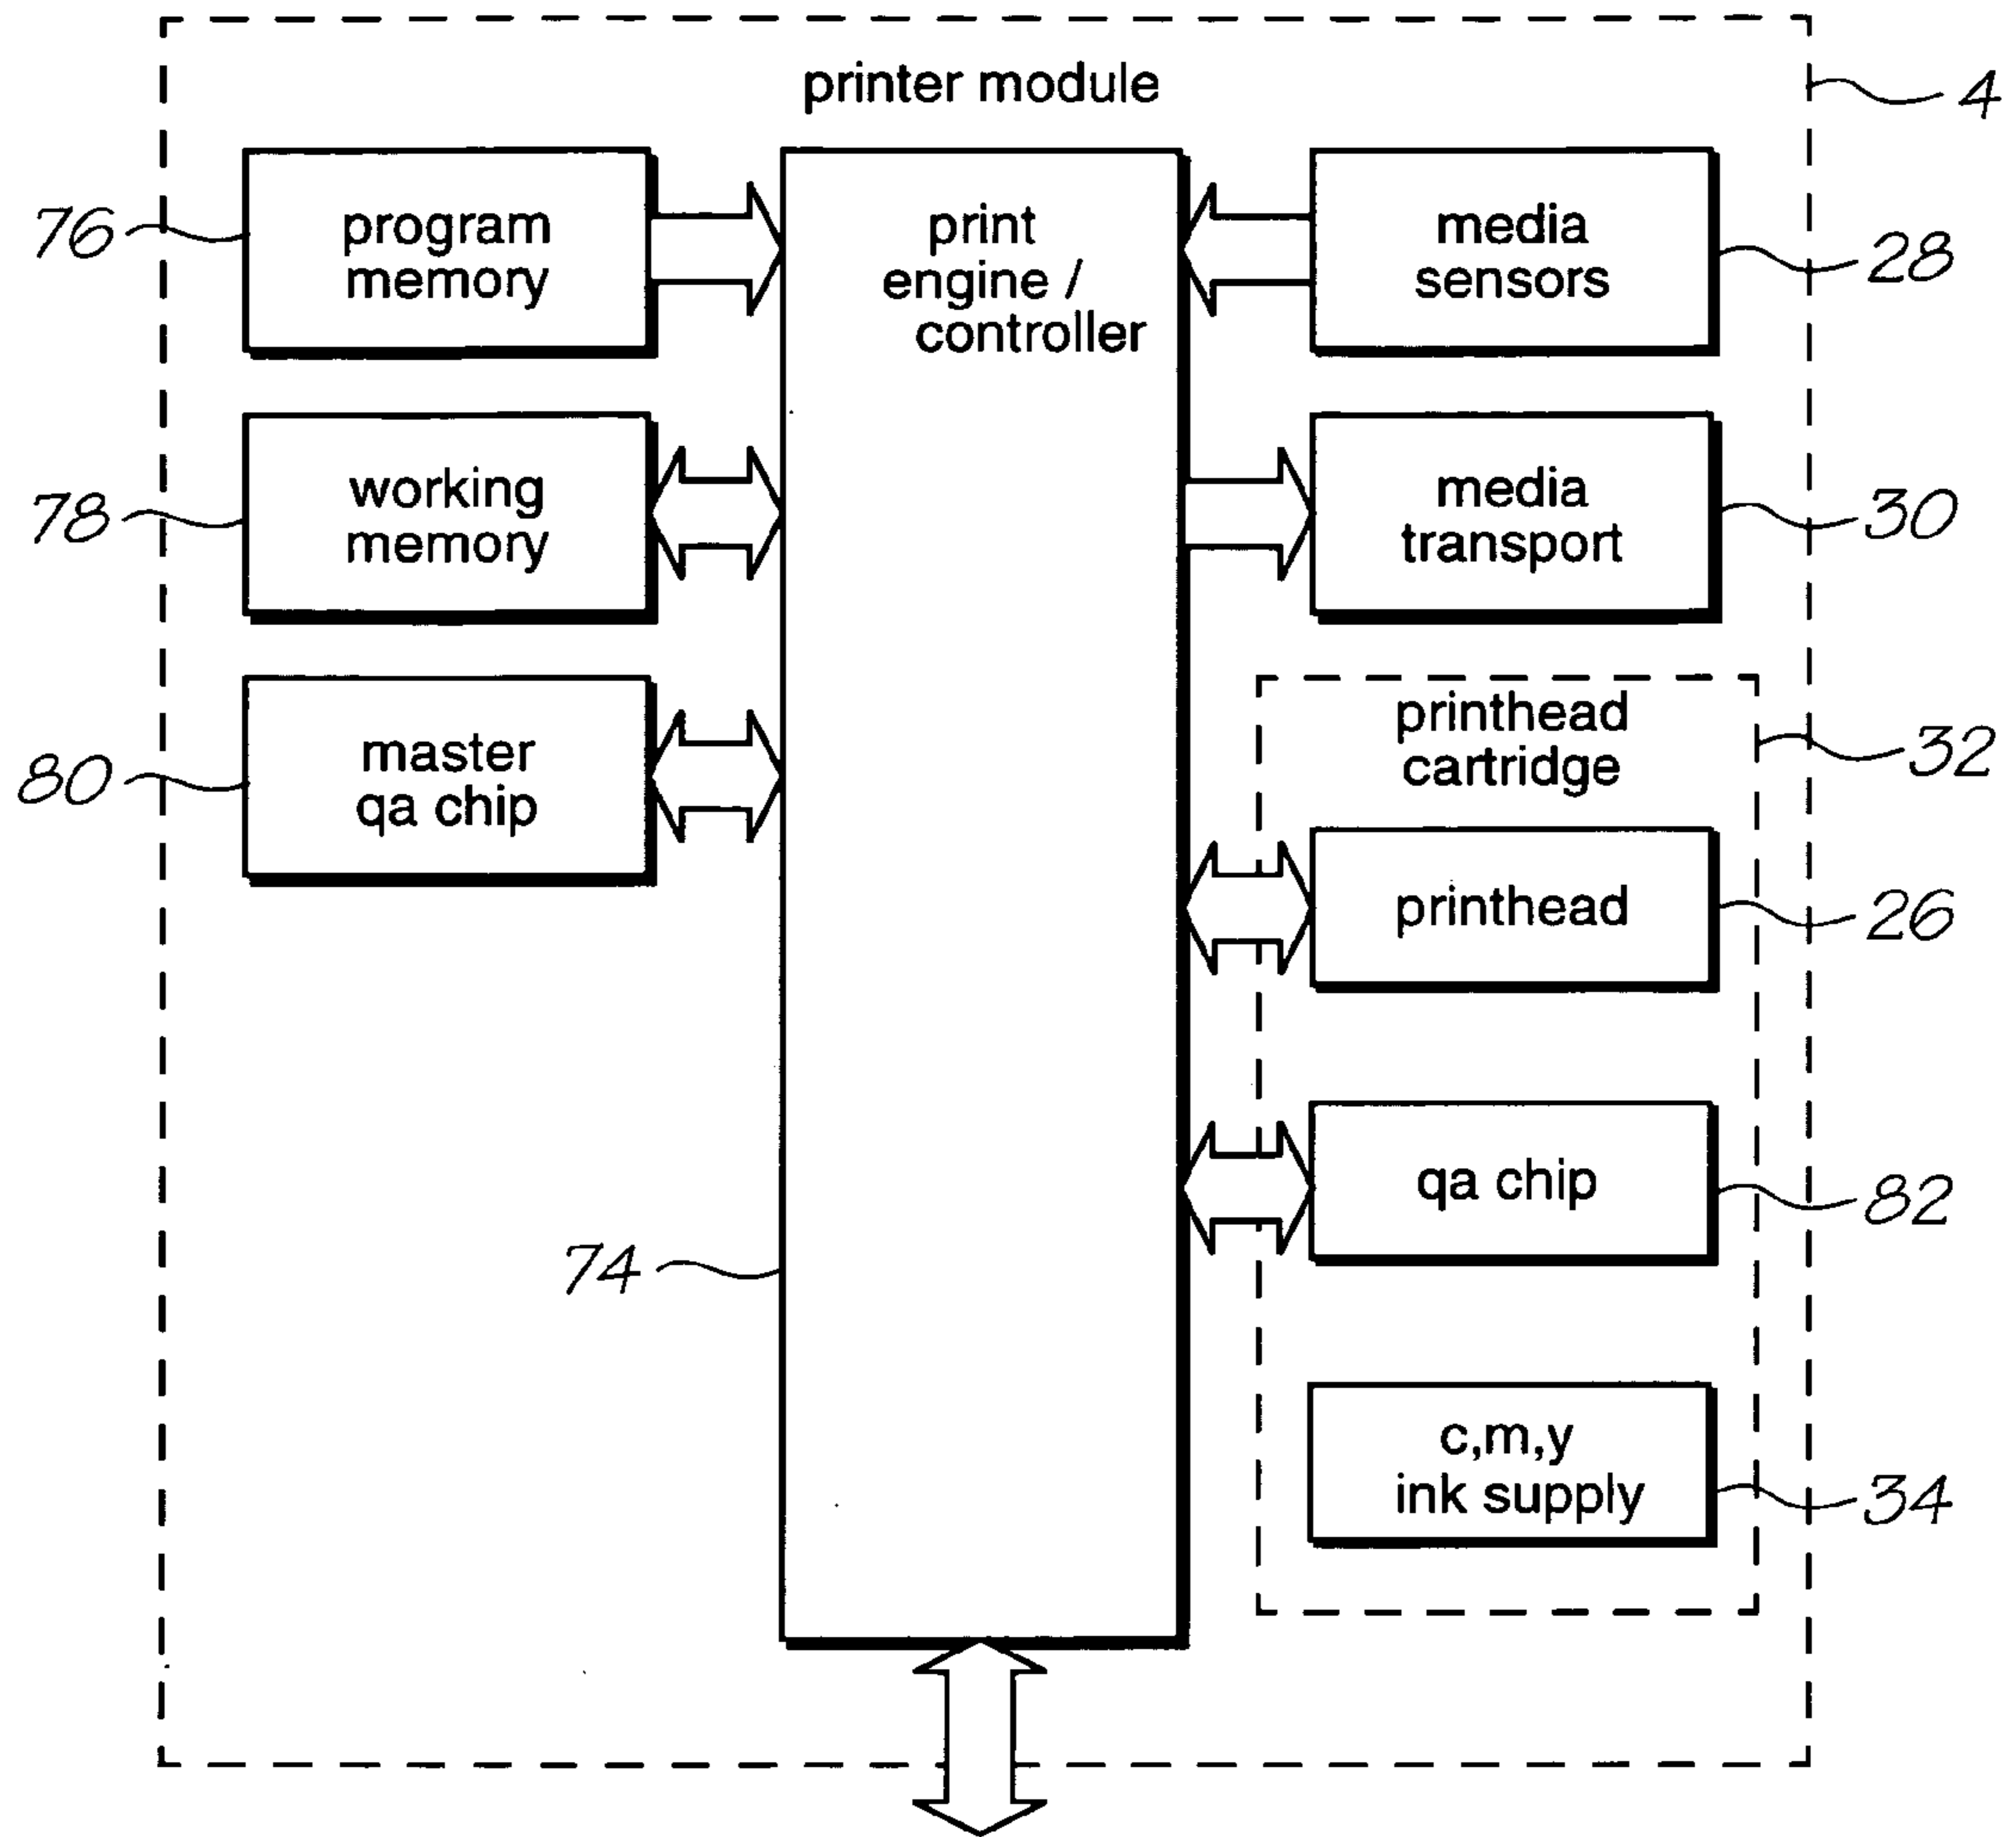 printer module
4
program
memory
76
print
engine /
controller
media
sensors
28
working
memory
78
media
transport
30
master
qa chip
80
printhead
cartridge
32
printhead
26
qa chip
82
74
c,m,y
ink supply
34